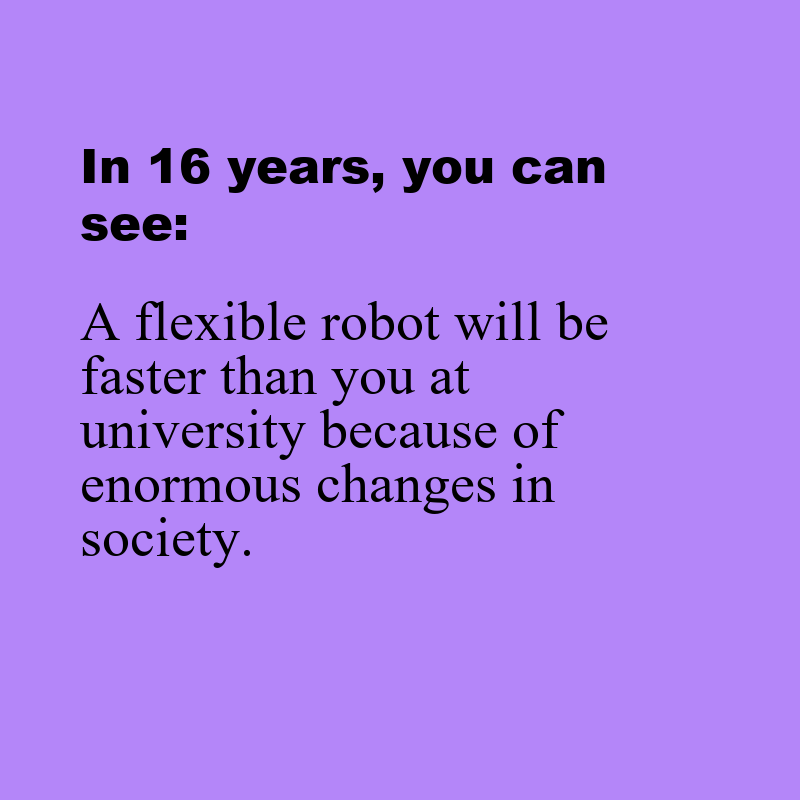 In 16 years, you can
see:
A flexible robot will be
faster than you at
university because of
enormous changes in
society.